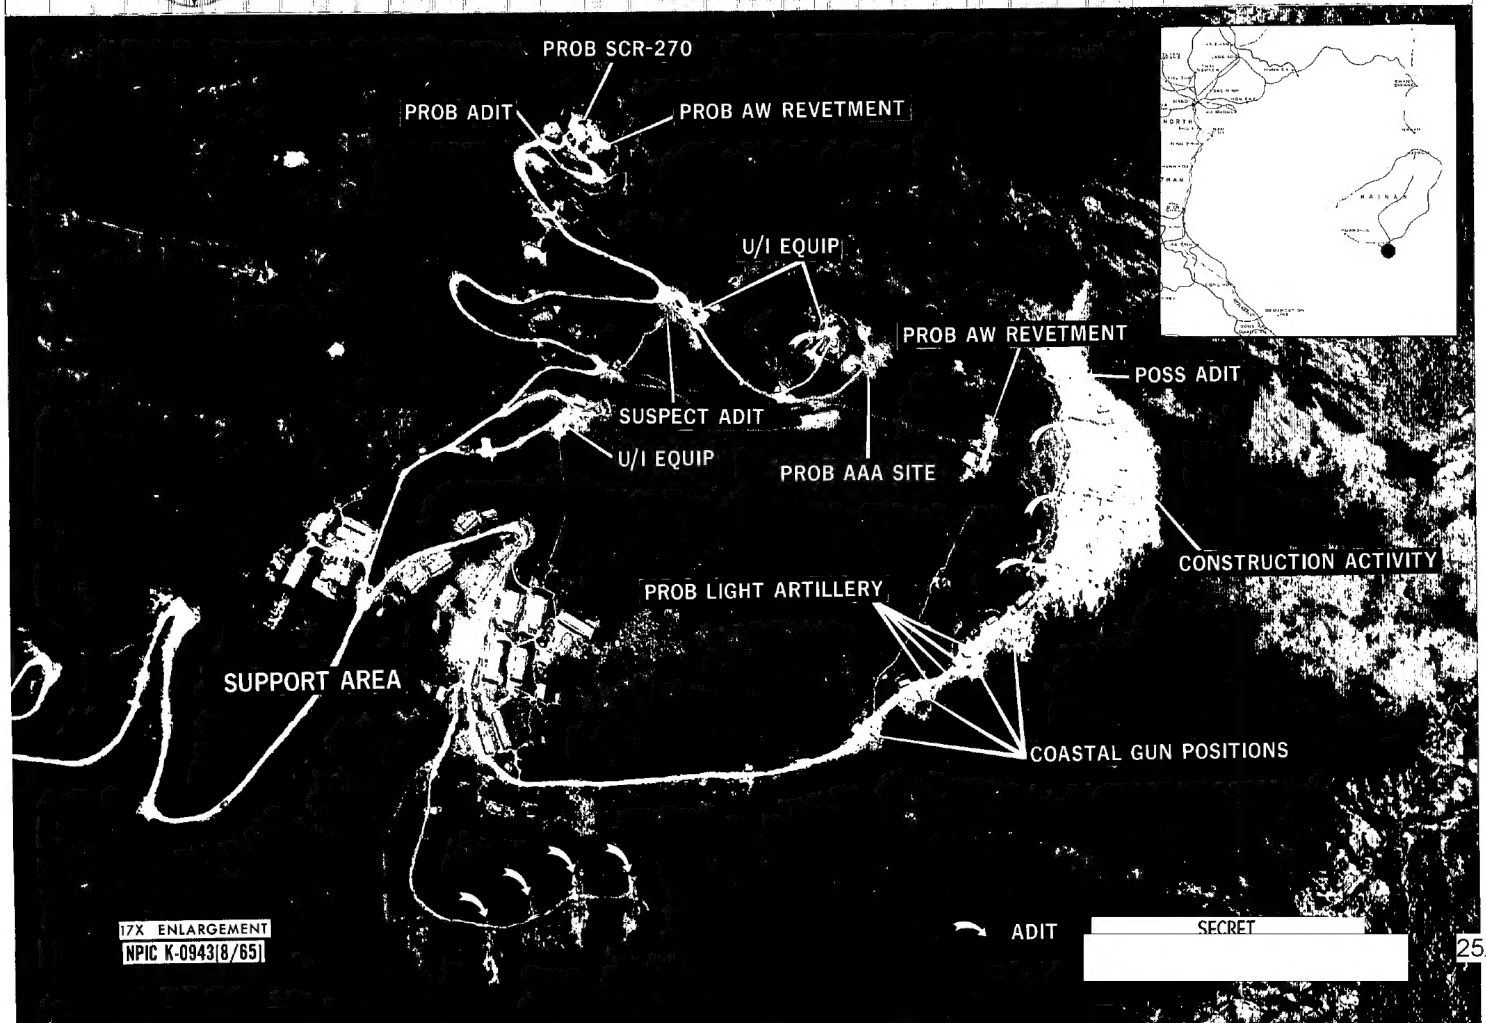 PROB SCR-270
PROB ADIT
PROB AW REVETMENT
U/I EQUIP
NORTH
HAINAN
PROB AW REVETMENT
POSS ADIT
SUSPECT ADIT
U/I EQUIP
PROB AAA SITE
CONSTRUCTION ACTIVITY
PROB LIGHT ARTILLERY
SUPPORT AREA
COASTAL GUN POSITIONS
17X ENLARGEMENT
NPIC K-0943(8/65)
ADIT
SECRET
25